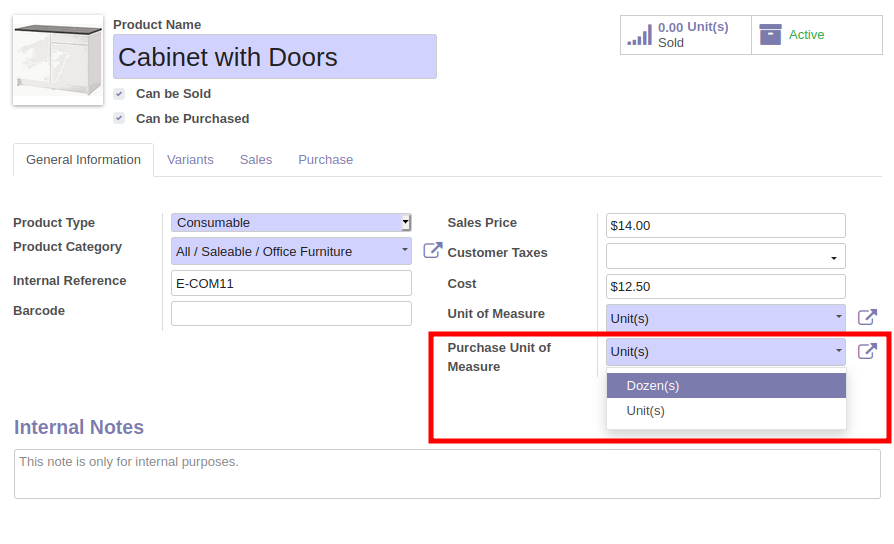 Product Name
Cabinet with Doors
0.00 Unit(s)
Sold
Active
Can be Sold
Can be Purchased
General Information
Variants
Sales
Purchase
Product Type
Consumable
Product Category
All / Saleable / Office Furniture
Internal Reference
E-COM11
Barcode
Sales Price
$14.00
Customer Taxes
Cost
$12.50
Unit of Measure
Unit(s)
Purchase Unit of
Measure
Unit(s)
Dozen(s)
Unit(s)
Internal Notes
This note is only for internal purposes.